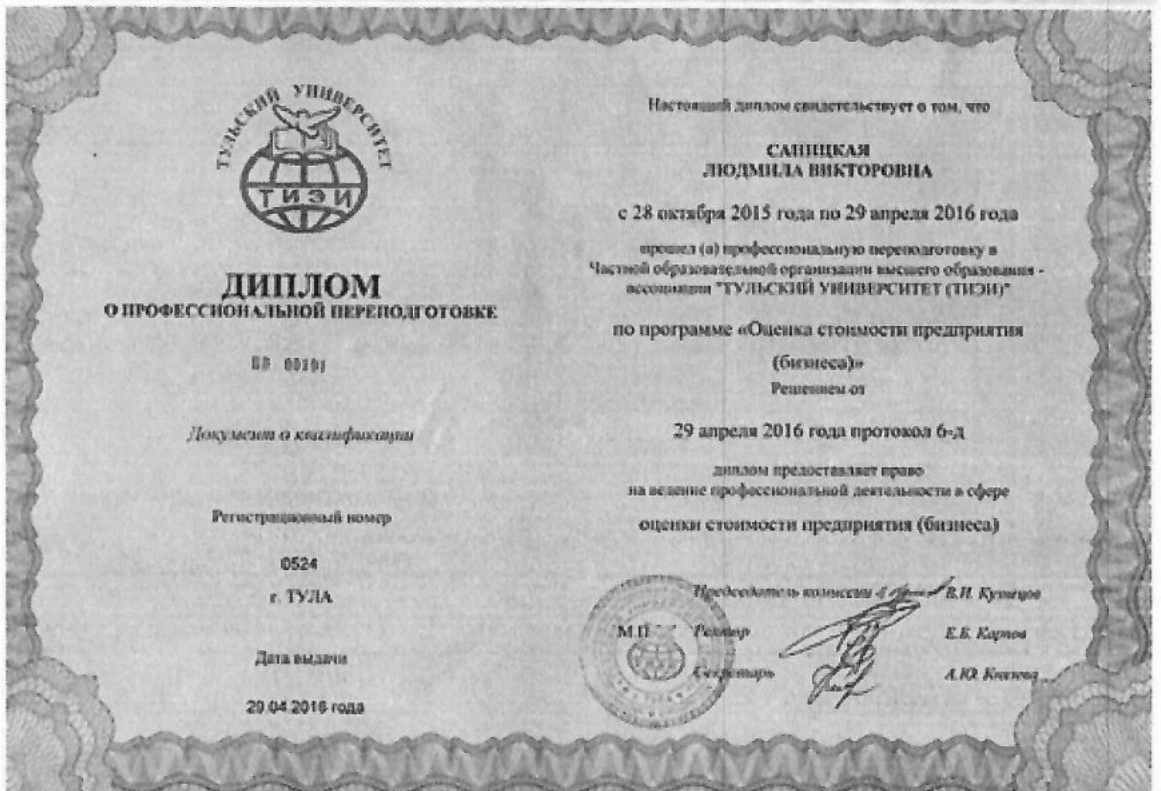 ТУЛЬСКИЙ УНИВЕРСИТЕТ
ТИЭИ
ДИПЛОМ
О ПРОФЕССИОНАЛЬНОЙ ПЕРЕПОДГОТОВКЕ
00101
Документ о квалификации
Регистрационный номер
0524
г. ТУЛА
Дата выдачи
29.04.2016 года
Настоящий диплом свидетельствует о том, что
ЛЮДМИЛА ВИКТОРОВНА
с 28 октября 2015 года по 29 апреля 2016 года
прошел (а) профессиональную переподготовку в
Частной образовательной организации высшего образования -
ассоциации "ТУЛЬСКИЙ УНИВЕРСИТЕТ (ТИЭИ)"
по программе «Оценка стоимости предприятия
(бизнеса)»
Решением от
29 апреля 2016 года протокол 6-д
диплом предоставляет право
на ведение профессиональной деятельности в сфере
оценки стоимости предприятия (бизнеса)
Председатель комиссии В.И. Кузнецов
М.П. Ректор Е.Б. Карпов
Секретарь А.Ю.